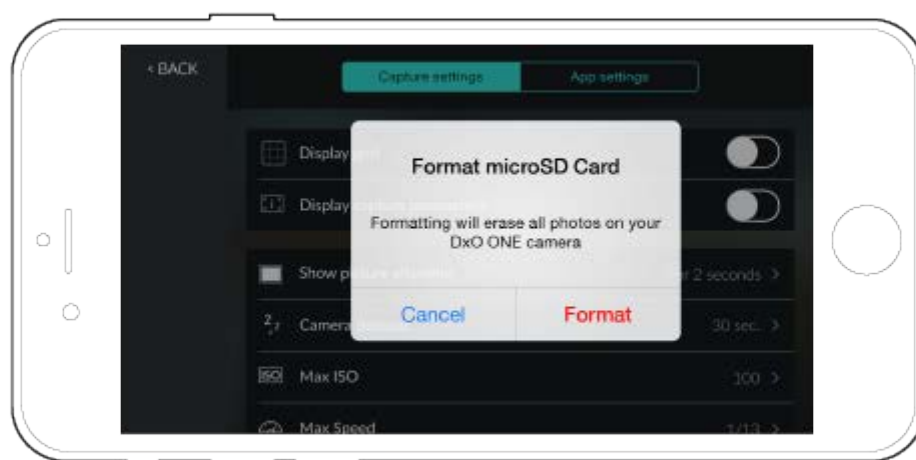 < BACK
Capture settings
App settings
Display
Format microSD Card
Display
Formatting will erase all photos on your
DxO ONE camera
Show
2 seconds >
Cancel
Format
Camera
30 sec. >
ISO Max ISO
100 >
Max Speed
1/13 >